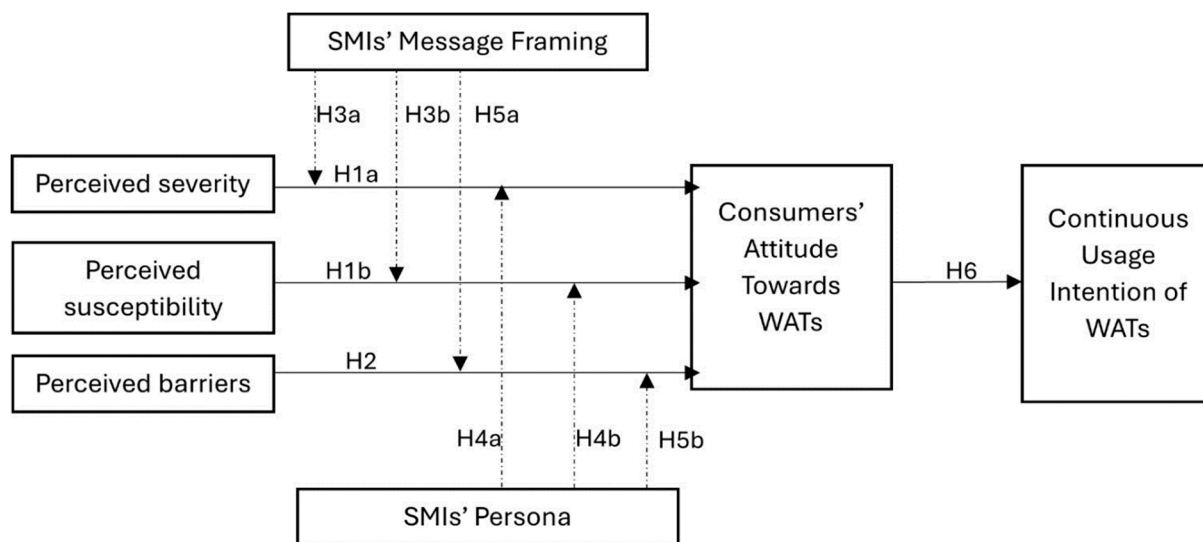 SMIs’ Message Framing
H3a
H3b
H5a
Perceived severity
H1a
Perceived
susceptibility
H1b
Perceived barriers
H2
Consumers’
Attitude
Towards
WATs
H6
Continuous
Usage
Intention of
WATs
H4a
H4b
H5b
SMIs’ Persona